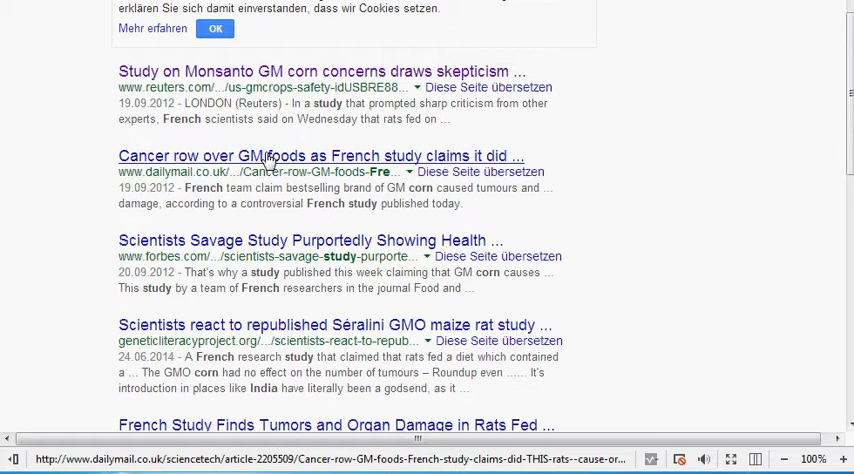 erklären Sie sich damit einverstanden, dass wir Cookies setzen.
Mehr erfahren OK
Study on Monsanto GM corn concerns draws skepticism ...
www.reuters.com/.../us-gmcrops-safety-idUSBRE88... Diese Seite übersetzen
19.09.2012 - LONDON (Reuters) - In a study that prompted sharp criticism from other
experts, French scientists said on Wednesday that rats fed on ...
Cancer row over GM foods as French study claims it did ...
www.dailymail.co.uk/.../Cancer-row-GM-foods-Fre... Diese Seite übersetzen
19.09.2012 - French team claim bestselling brand of GM corn caused tumours and ...
damage, according to a controversial French study published today.
Scientists Savage Study Purportedly Showing Health ...
www.forbes.com/.../scientists-savage-study-purporte... Diese Seite übersetzen
20.09.2012 - That's why a study published this week claiming that GM corn causes ...
This study by a team of French researchers in the journal Food and ...
Scientists react to republished Séralini GMO maize rat study ...
geneticliteracyproject.org/.../scientists-react-to-repub... Diese Seite übersetzen
24.06.2014 - A French research study that claimed that rats fed a diet which contained
a ... The GMO corn had no effect on the number of tumours – Roundup even ...... It's
introduction in places like India have literally been a godsend, as it ...
French Study Finds Tumors and Organ Damage in Rats Fed ...
http://www.dailymail.co.uk/sciencetech/article-2205509/Cancer-row-GM-foods-French-study-claims-did-THIS-rats--cause-or... 100%